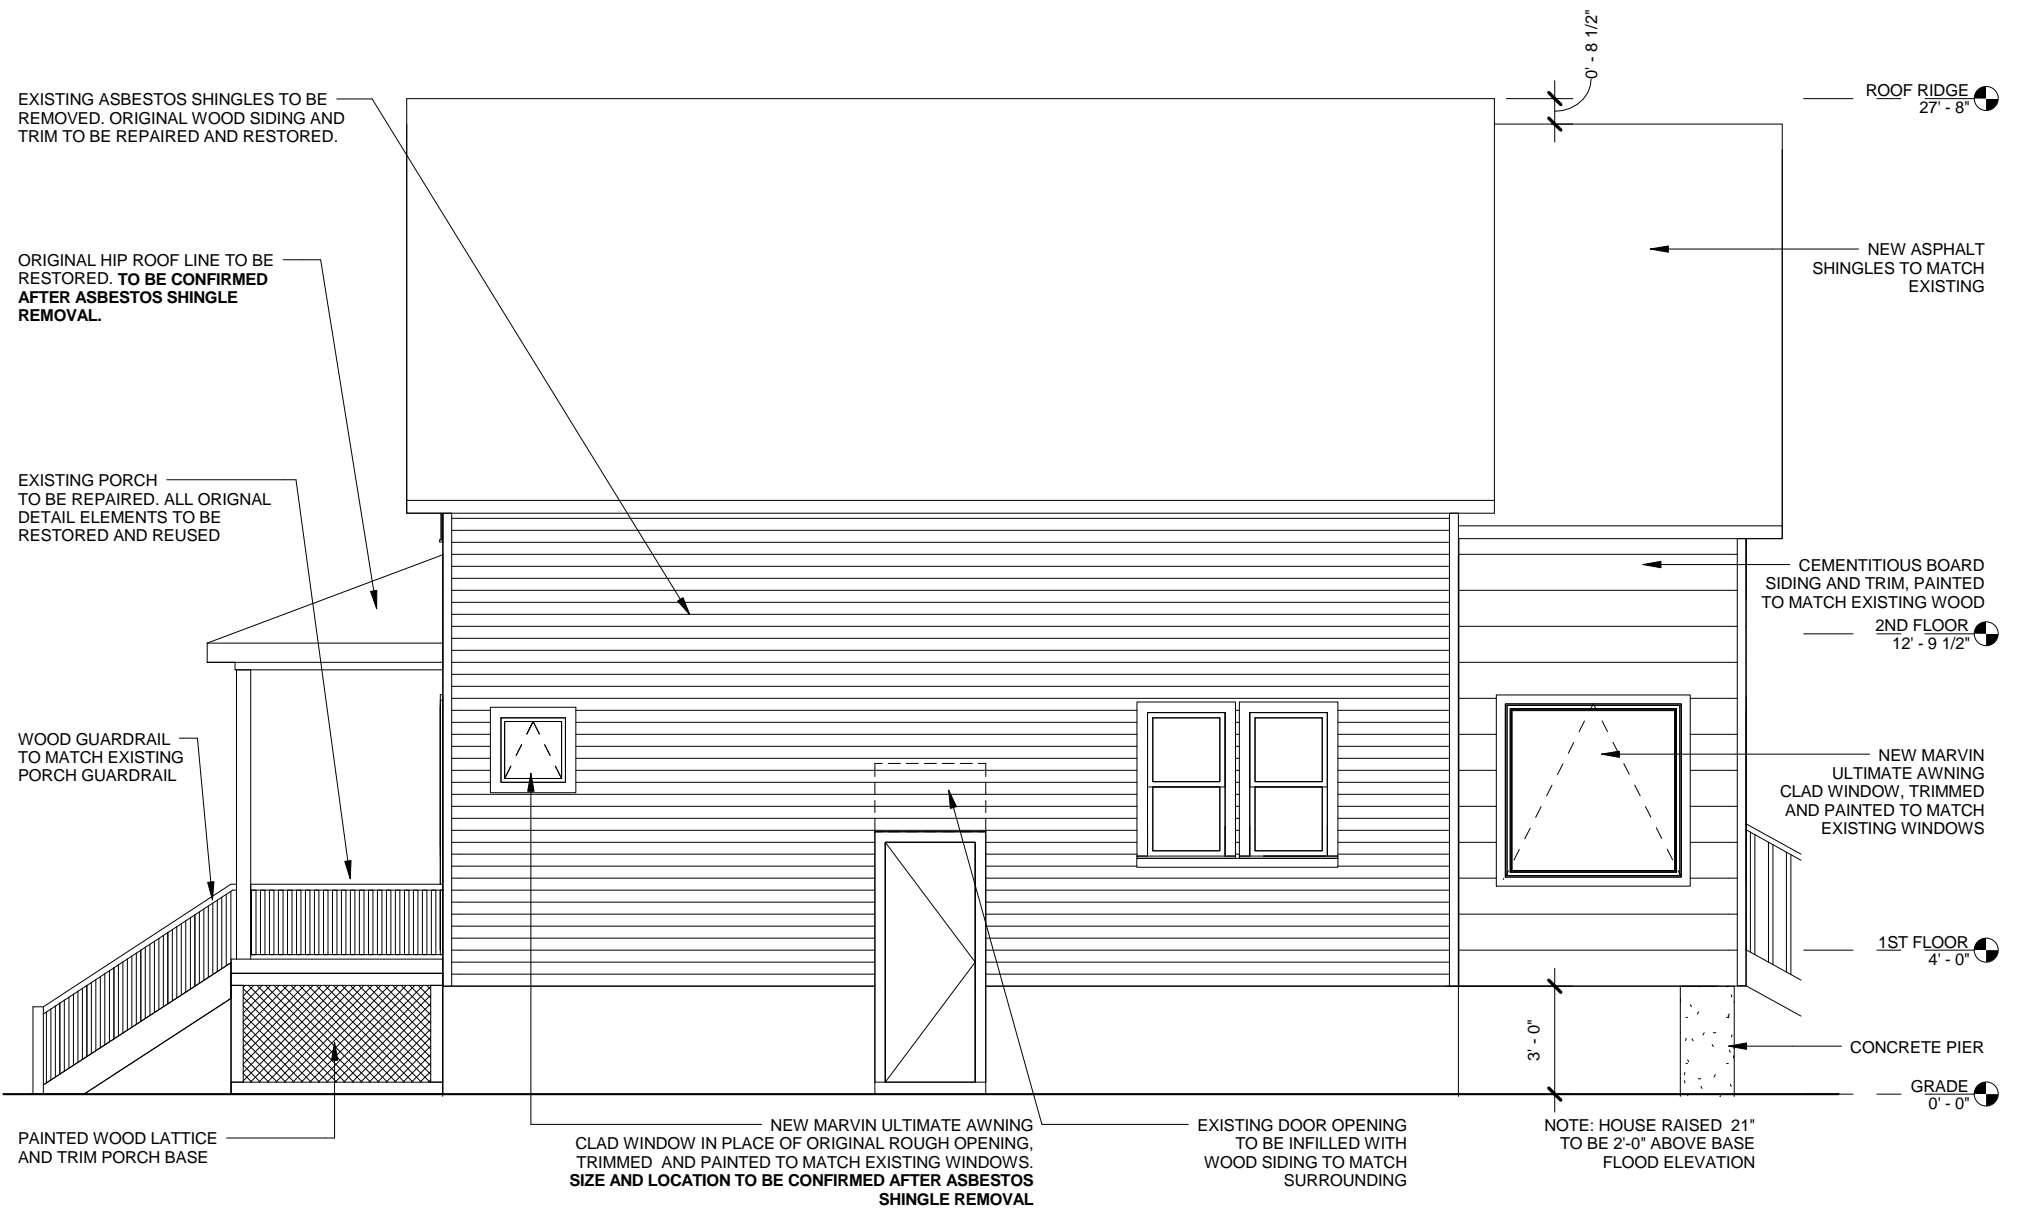 0' - 8 1/2"
EXISTING ASBESTOS SHINGLES TO BE
REMOVED. ORIGINAL WOOD SIDING AND
TRIM TO BE REPAIRED AND RESTORED.
ROOF RIDGE
27' - 8"
ORIGINAL HIP ROOF LINE TO BE
RESTORED. TO BE CONFIRMED
AFTER ASBESTOS SHINGLE
REMOVAL.
NEW ASPHALT
SHINGLES TO MATCH
EXISTING
EXISTING PORCH
TO BE REPAIRED. ALL ORIGNAL
DETAIL ELEMENTS TO BE
RESTORED AND REUSED
CEMENTITIOUS BOARD
SIDING AND TRIM, PAINTED
TO MATCH EXISTING WOOD
2ND FLOOR
12' - 9 1/2"
WOOD GUARDRAIL
TO MATCH EXISTING
PORCH GUARDRAIL
NEW MARVIN
ULTIMATE AWNING
CLAD WINDOW, TRIMMED
AND PAINTED TO MATCH
EXISTING WINDOWS
1ST FLOOR
4' - 0"
3' - 0"
CONCRETE PIER
GRADE
0' - 0"
PAINTED WOOD LATTICE
AND TRIM PORCH BASE
NEW MARVIN ULTIMATE AWNING
CLAD WINDOW IN PLACE OF ORIGINAL ROUGH OPENING,
TRIMMED AND PAINTED TO MATCH EXISTING WINDOWS.
SIZE AND LOCATION TO BE CONFIRMED AFTER ASBESTOS
SHINGLE REMOVAL
EXISTING DOOR OPENING
TO BE INFILLED WITH
WOOD SIDING TO MATCH
SURROUNDING
NOTE: HOUSE RAISED 21"
TO BE 2'-0" ABOVE BASE
FLOOD ELEVATION